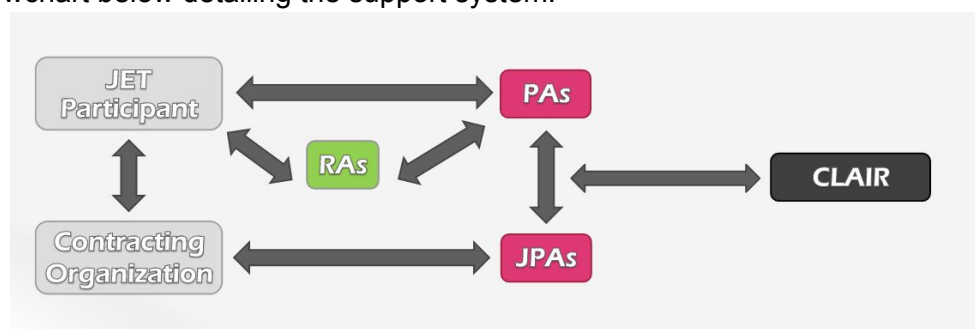 wchart below detailing the support system.
JET
Participant
PAs
RAs
CLAIR
Contracting
Organization
JPAs